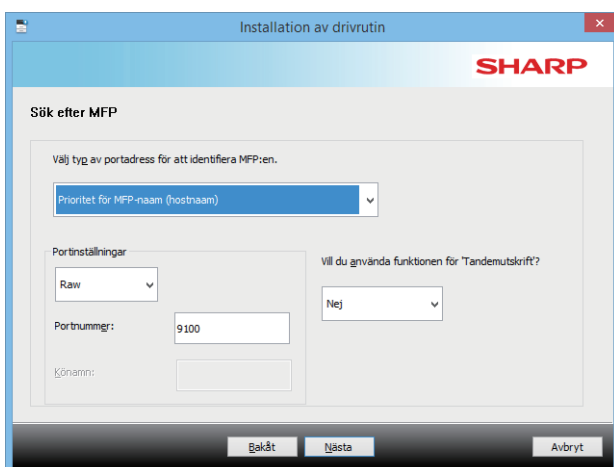 Installation av drivrutin
SHARP
Sök efter MFP
Välj typ av portadress för att identifiera MFP:en.
Prioritet för MFP-naam (hostnaam)
Portinställningar
Raw
Portnummer:
9100
Könamn:
Vill du använda funktionen för 'Tandemutskrift'?
Nej
Bakåt
Nästa
Avbryt